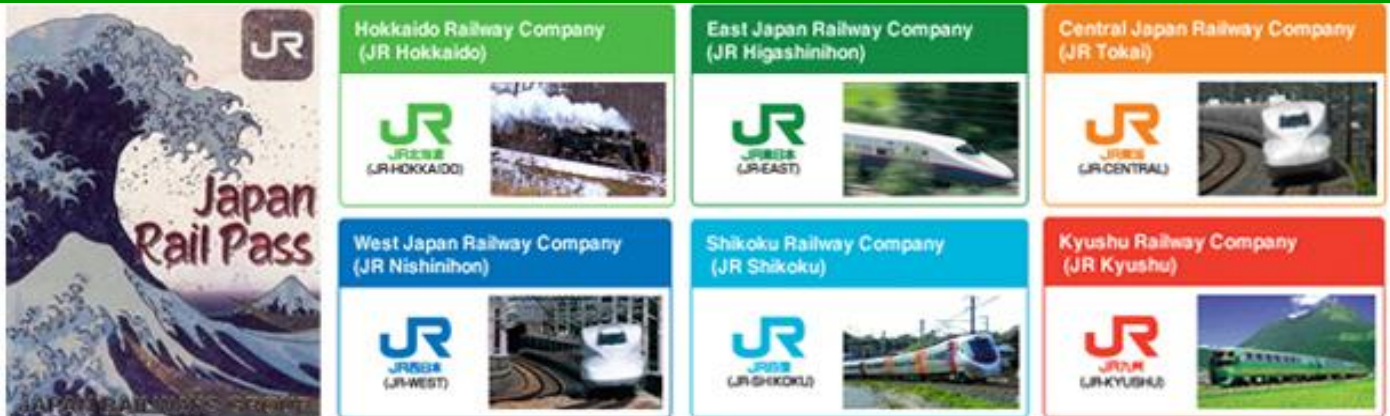 JR
Japan
Rail Pass
JAPAN RAILWAYS GROUP
Hokkaido Railway Company
(JR Hokkaido)
JR
JR北海道
(JR-HOKKAIDO)
East Japan Railway Company
(JR Higashinihon)
JR
JR東日本
(JR-EAST)
Central Japan Railway Company
(JR Tokai)
JR
JR東海
(JR-CENTRAL)
West Japan Railway Company
(JR Nishinihon)
JR
JR西日本
(JR-WEST)
Shikoku Railway Company
(JR Shikoku)
JR
JR四国
(JR-SHIKOKU)
Kyushu Railway Company
(JR Kyushu)
JR
JR九州
(JR-KYUSHU)